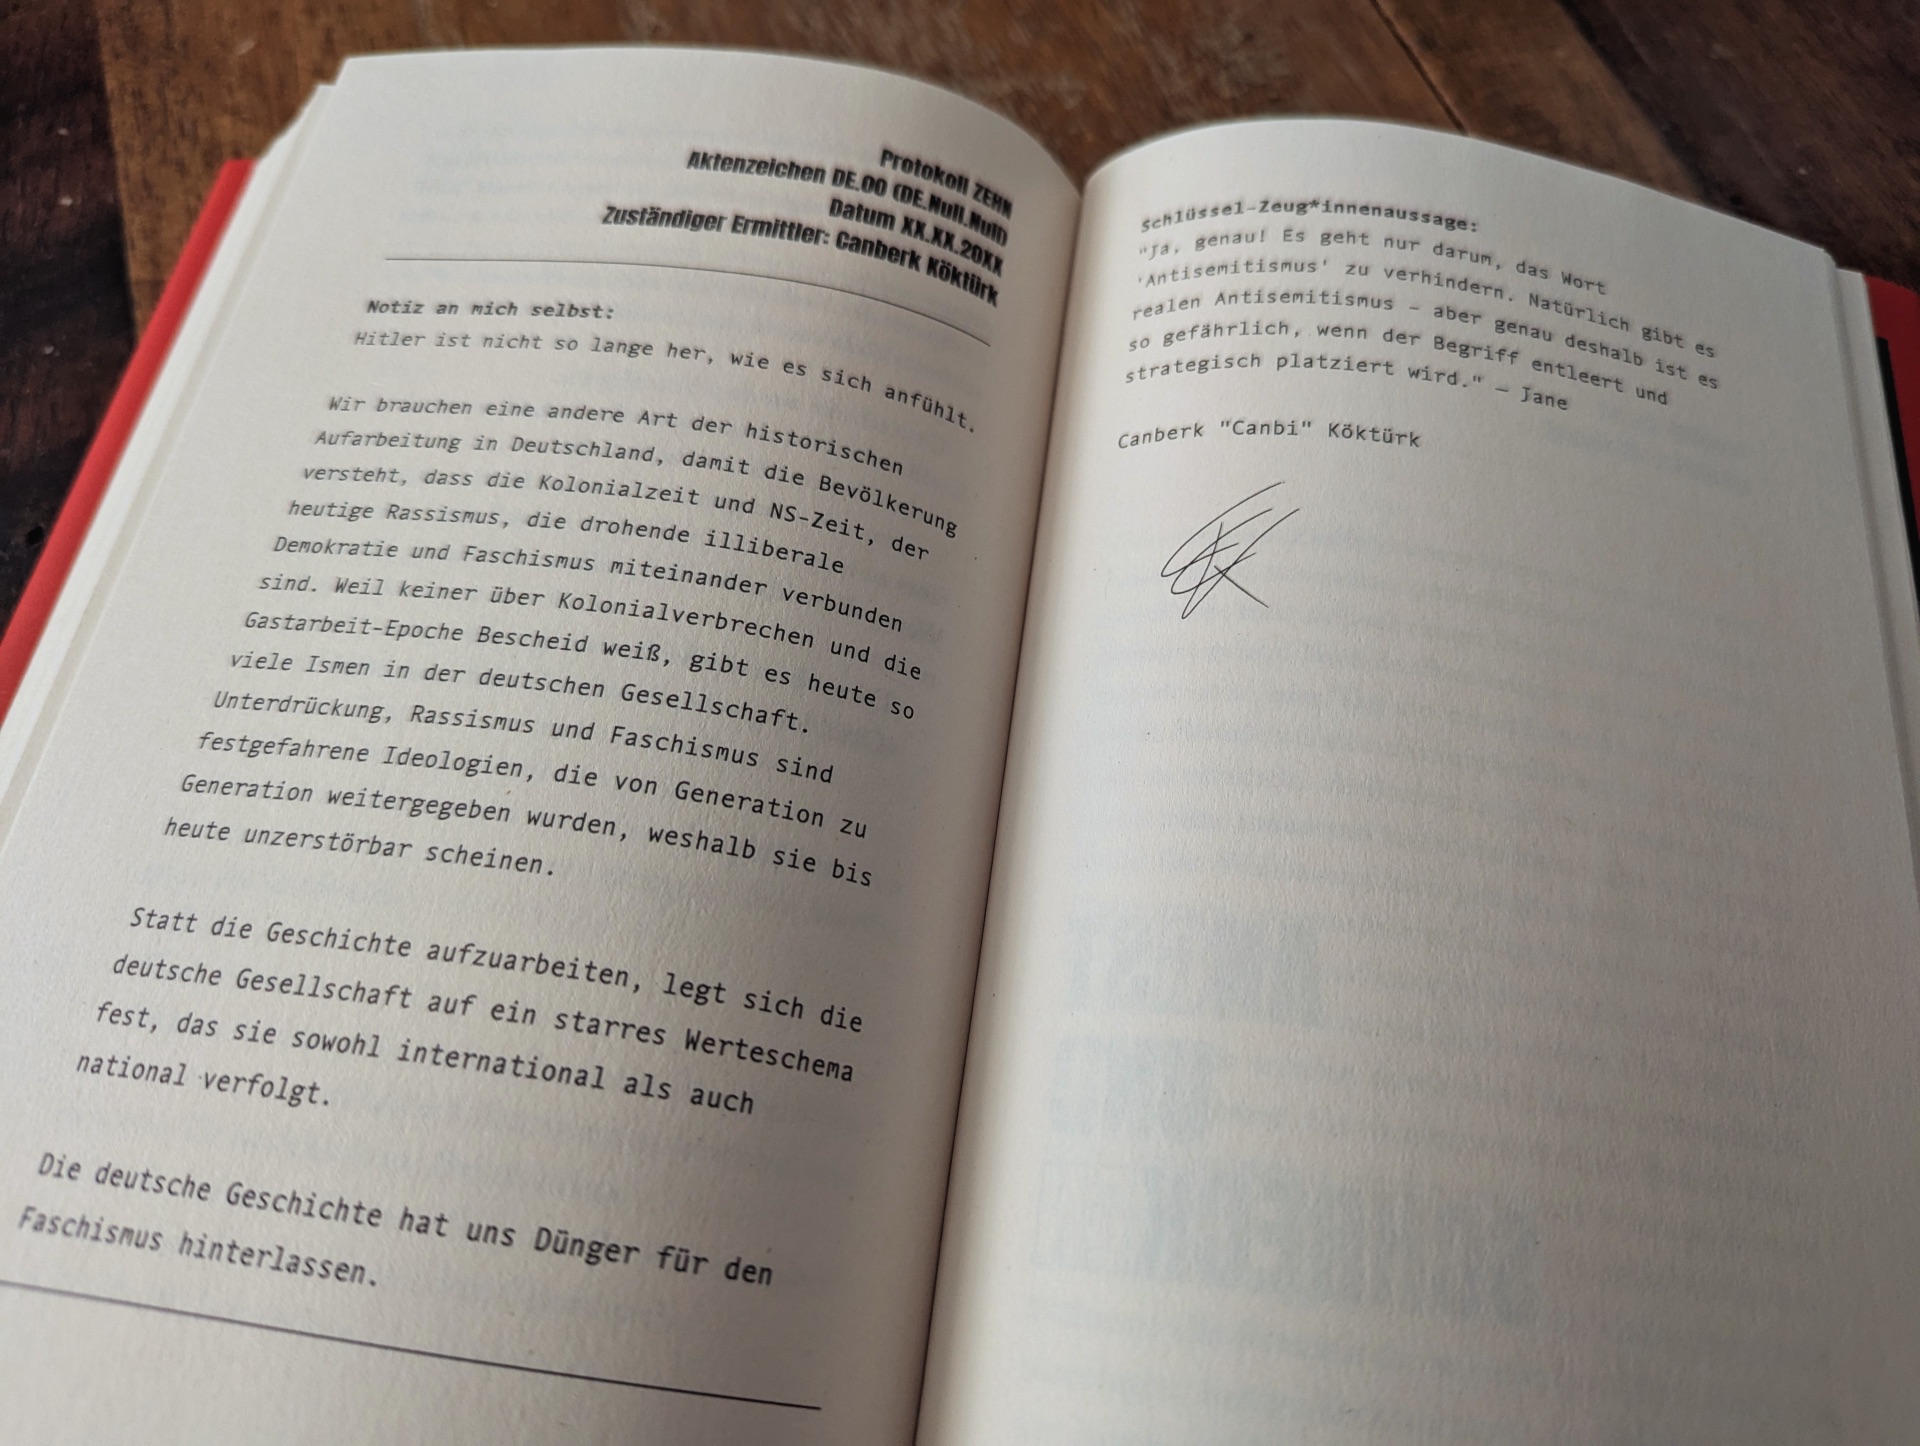 Protokoll ZEHN
Aktenzeichen DE.00 (DE.Null.Null)
Datum XX.XX.20XX
Zuständiger Ermittler: Canberk Köktürk
Notiz an mich selbst:
Hitler ist nicht so lange her, wie es sich anfühlt.
Wir brauchen eine andere Art der historischen
Aufarbeitung in Deutschland, damit die Bevölkerung
versteht, dass die Kolonialzeit und NS-Zeit, der
heutige Rassismus, die drohende illiberale
Demokratie und Faschismus miteinander verbunden
sind. Weil keiner über Kolonialverbrechen und die
Gastarbeit-Epoche Bescheid weiß, gibt es heute so
viele Ismen in der deutschen Gesellschaft.
Unterdrückung, Rassismus und Faschismus sind
festgefahrene Ideologien, die von Generation zu
Generation weitergegeben wurden, weshalb sie bis
heute unzerstörbar scheinen.
Statt die Geschichte aufzuarbeiten, legt sich die
deutsche Gesellschaft auf ein starres Werteschema
fest, das sie sowohl international als auch
national verfolgt.
Die deutsche Geschichte hat uns Dünger für den
Faschismus hinterlassen.
Schlüssel-Zeug*innenaussage:
"Ja, genau! Es geht nur darum, das Wort
'Antisemitismus' zu verhindern. Natürlich gibt es
realen Antisemitismus – aber genau deshalb ist es
so gefährlich, wenn der Begriff entleert und
strategisch platziert wird." – Jane
Canberk "Canbi" Köktürk